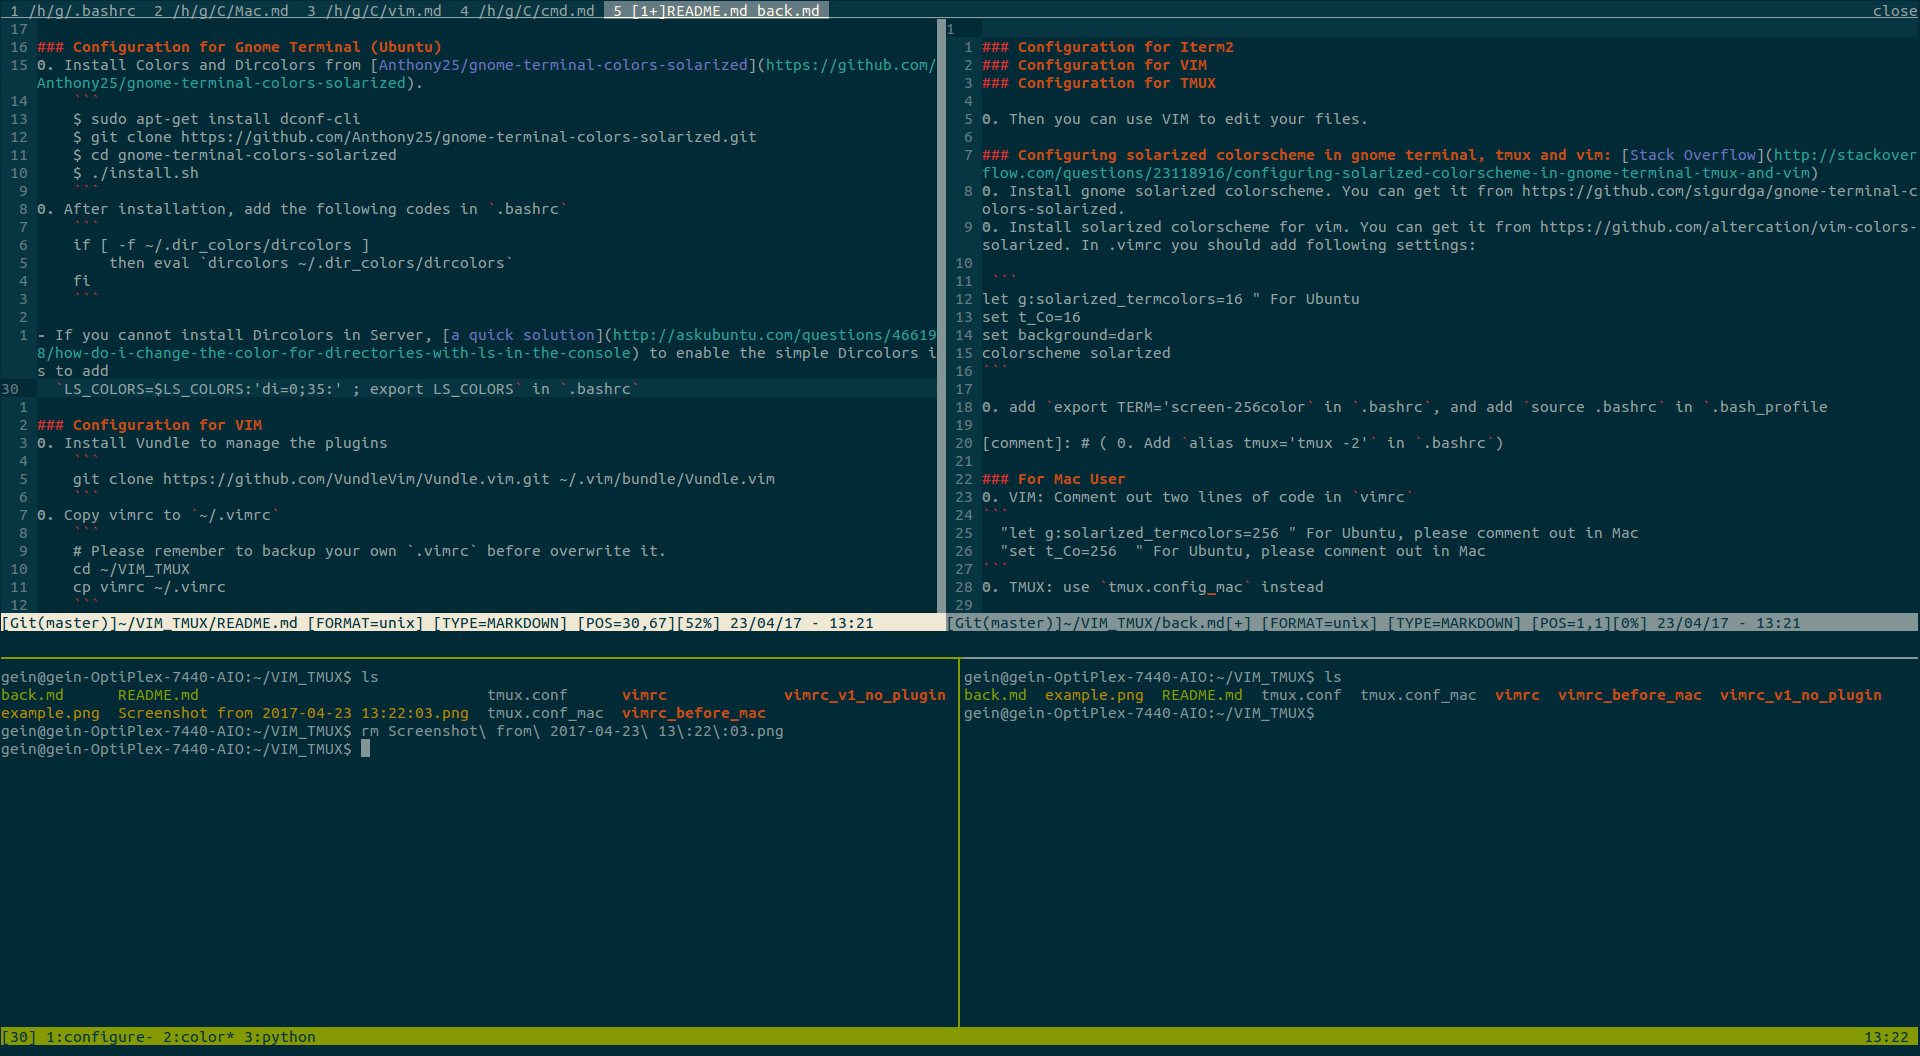 1 /h/g/.bashrc  2 /h/g/C/Mac.md  3 /h/g/C/vim.md  4 /h/g/C/cmd.md  5 [1+]README.md back.md  close
17
16 ### Configuration for Gnome Terminal (Ubuntu)
15 0. Install Colors and Dircolors from [Anthony25/gnome-terminal-colors-solarized](https://github.com/
Anthony25/gnome-terminal-colors-solarized).
14     ```
13     $ sudo apt-get install dconf-cli
12     $ git clone https://github.com/Anthony25/gnome-terminal-colors-solarized.git
11     $ cd gnome-terminal-colors-solarized
10     $ ./install.sh
9     ```
8 0. After installation, add the following codes in `.bashrc`
7     ```
6     if [ -f ~/.dir_colors/dircolors ]
5         then eval `dircolors ~/.dir_colors/dircolors`
4     fi
3     ```
2
1 - If you cannot install Dircolors in Server, [a quick solution](http://askubuntu.com/questions/46619
8/how-do-i-change-the-color-for-directories-with-ls-in-the-console) to enable the simple Dircolors i
s to add
30   `LS_COLORS=$LS_COLORS:'di=0;35:' ; export LS_COLORS` in `.bashrc`
1
2 ### Configuration for VIM
3 0. Install Vundle to manage the plugins
4     ```
5     git clone https://github.com/VundleVim/Vundle.vim.git ~/.vim/bundle/Vundle.vim
6     ```
7 0. Copy vimrc to `~/.vimrc`
8     ```
9     # Please remember to backup your own `.vimrc` before overwrite it.
10     cd ~/VIM_TMUX
11     cp vimrc ~/.vimrc
12     ```
[Git(master)]~/VIM_TMUX/README.md [FORMAT=unix] [TYPE=MARKDOWN] [POS=30,67][52%] 23/04/17 - 13:21
1
1 ### Configuration for Iterm2
2 ### Configuration for VIM
3 ### Configuration for TMUX
4
5 0. Then you can use VIM to edit your files.
6
7 ### Configuring solarized colorscheme in gnome terminal, tmux and vim: [Stack Overflow](http://stackover
flow.com/questions/23118916/configuring-solarized-colorscheme-in-gnome-terminal-tmux-and-vim)
8 0. Install gnome solarized colorscheme. You can get it from https://github.com/sigurdga/gnome-terminal-c
olors-solarized.
9 0. Install solarized colorscheme for vim. You can get it from https://github.com/altercation/vim-colors-
solarized. In .vimrc you should add following settings:
10
11  ```
12 let g:solarized_termcolors=16 " For Ubuntu
13 set t_Co=16
14 set background=dark
15 colorscheme solarized
16 ```
17
18 0. add `export TERM='screen-256color` in `.bashrc`, and add `source .bashrc` in `.bash_profile
19
20 [comment]: # ( 0. Add `alias tmux='tmux -2'` in `.bashrc`)
21
22 ### For Mac User
23 0. VIM: Comment out two lines of code in `vimrc`
24 ```
25   "let g:solarized_termcolors=256 " For Ubuntu, please comment out in Mac
26   "set t_Co=256  " For Ubuntu, please comment out in Mac
27 ```
28 0. TMUX: use `tmux.config_mac` instead
29
[Git(master)]~/VIM_TMUX/back.md[+] [FORMAT=unix] [TYPE=MARKDOWN] [POS=1,1][0%] 23/04/17 - 13:21
gein@gein-OptiPlex-7440-AIO:~/VIM_TMUX$ ls
back.md      README.md                                tmux.conf      vimrc             vimrc_v1_no_plugin
example.png  Screenshot from 2017-04-23 13:22:03.png  tmux.conf_mac  vimrc_before_mac
gein@gein-OptiPlex-7440-AIO:~/VIM_TMUX$ rm Screenshot\ from\ 2017-04-23\ 13\:22\:03.png
gein@gein-OptiPlex-7440-AIO:~/VIM_TMUX$
gein@gein-OptiPlex-7440-AIO:~/VIM_TMUX$ ls
back.md  example.png  README.md  tmux.conf  tmux.conf_mac  vimrc  vimrc_before_mac  vimrc_v1_no_plugin
gein@gein-OptiPlex-7440-AIO:~/VIM_TMUX$
[30] 1:configure- 2:color* 3:python  13:22